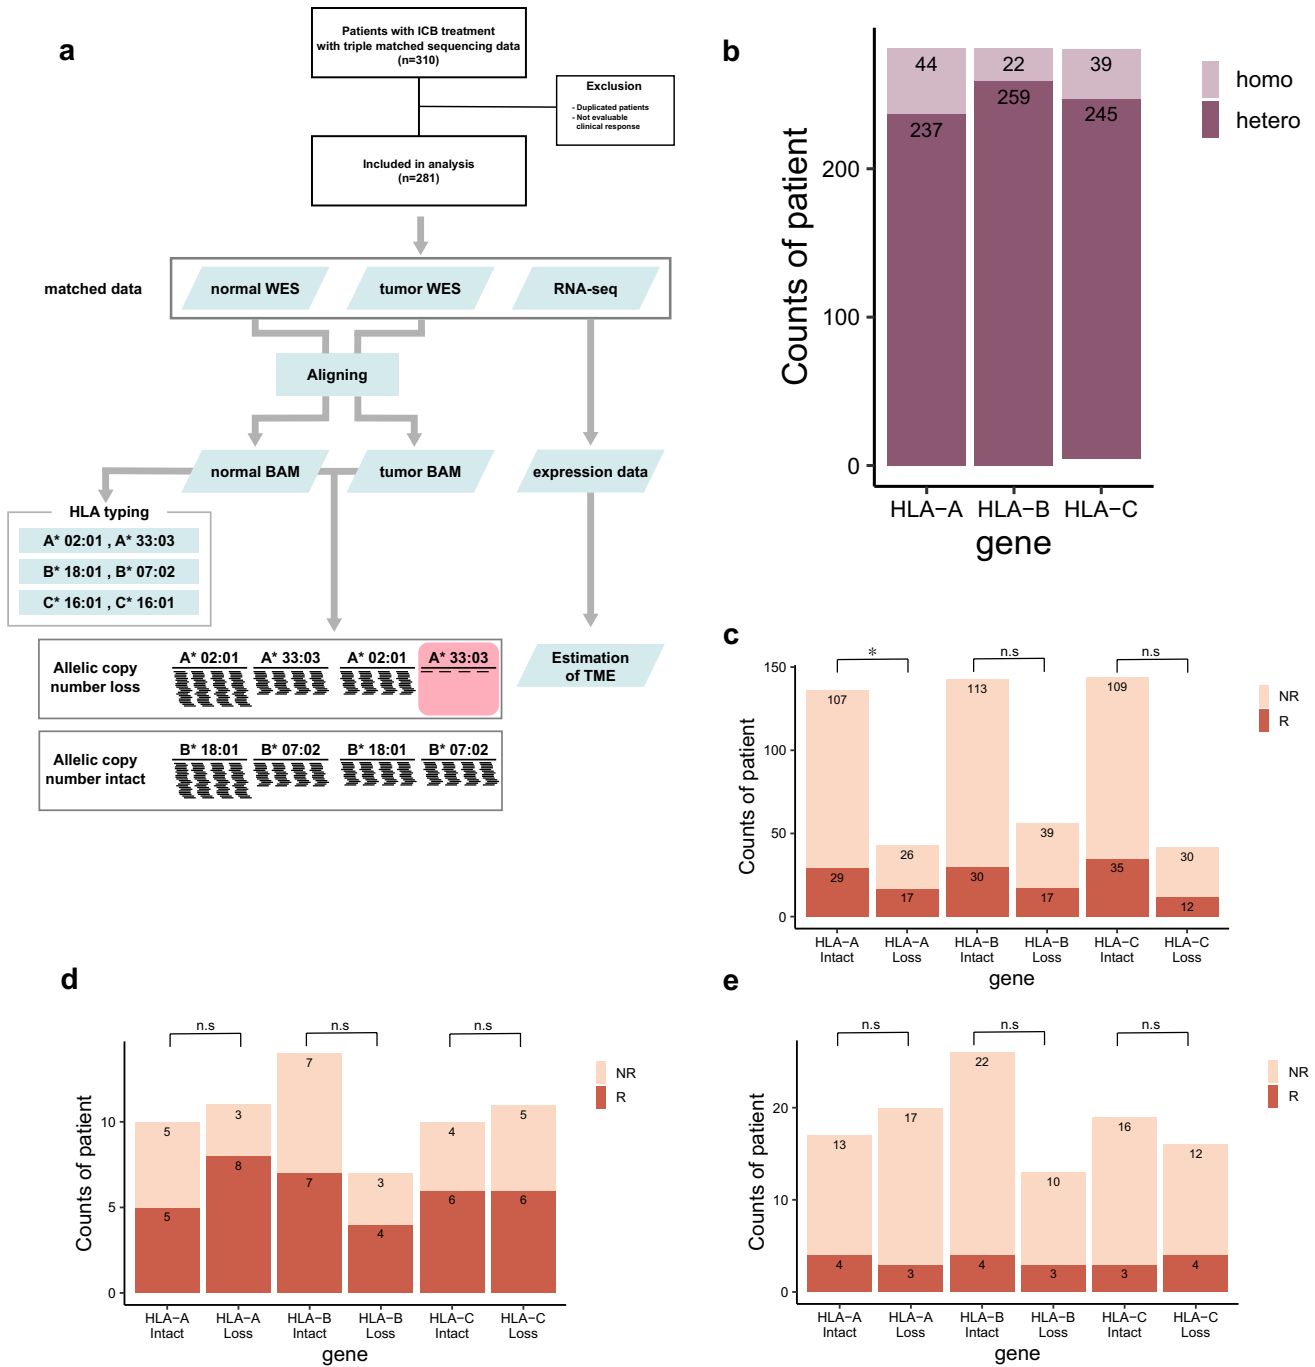 a
Patients with ICB treatment
with triple matched sequencing data
(n=310)
Exclusion
- Duplicated patients
- Not evaluable
clinical response
Included in analysis
(n=281)
matched data
normal WES
tumor WES
RNA-seq
Aligning
normal BAM
tumor BAM
expression data
HLA typing
A* 02:01 , A* 33:03
B* 18:01 , B* 07:02
C* 16:01 , C* 16:01
Allelic copy
number loss
A* 02:01
A* 33:03
A* 02:01
A* 33:03
Estimation
of TME
Allelic copy
number intact
B* 18:01
B* 07:02
B* 18:01
B* 07:02
b
Counts of patient
200
100
0
44
22
39
237
259
245
HLA−A
HLA−B
HLA−C
gene
homo
hetero
c
Counts of patient
150
100
50
0
*
n.s
n.s
107
26
113
39
109
30
29
17
30
17
35
12
HLA−A
Intact
HLA−A
Loss
HLA−B
Intact
HLA−B
Loss
HLA−C
Intact
HLA−C
Loss
gene
NR
R
d
Counts of patient
10
5
0
n.s
n.s
n.s
5
3
7
3
4
5
5
8
7
4
6
6
HLA−A
Intact
HLA−A
Loss
HLA−B
Intact
HLA−B
Loss
HLA−C
Intact
HLA−C
Loss
gene
NR
R
e
Counts of patient
20
10
0
n.s
n.s
n.s
13
17
22
10
16
12
4
3
4
3
3
4
HLA−A
Intact
HLA−A
Loss
HLA−B
Intact
HLA−B
Loss
HLA−C
Intact
HLA−C
Loss
gene
NR
R